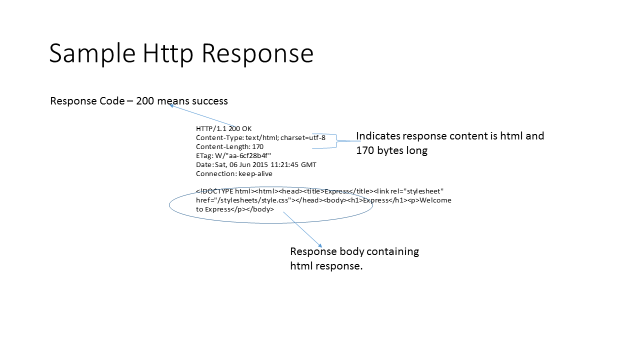 Sample Http Response
Response Code – 200 means success
HTTP/1.1 200 OK
Content-Type: text/html; charset=utf-8
Content-Length: 170
ETag: W/"aa-6cf28b4f"
Date: Sat, 06 Jun 2015 11:21:45 GMT
Connection: keep-alive
Indicates response content is html and
170 bytes long
<!DOCTYPE html><html><head><title>Express</title><link rel="stylesheet"
href="/stylesheets/style.css"></head><body><h1>Express</h1><p>Welcome
to Express</p></body>
Response body containing
html response.